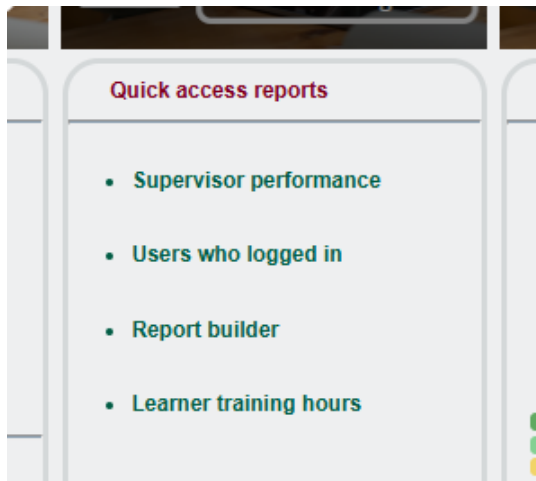 Quick access reports
Supervisor performance
Users who logged in
Report builder
Learner training hours